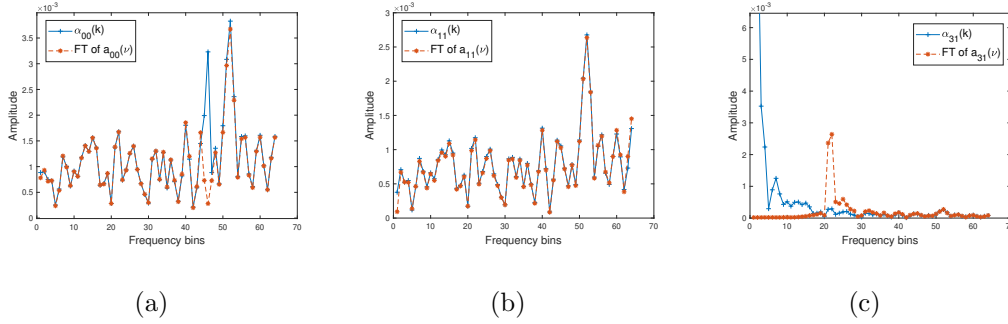 ×10⁻³
α₀₀(k)
FT of a₀₀(ν)
Amplitude
3.5
3
2.5
2
1.5
1
0.5
0
0 10 20 30 40 50 60 70
Frequency bins
(a)
×10⁻³
α₁₁(k)
FT of a₁₁(ν)
Amplitude
3
2.5
2
1.5
1
0.5
0
0 10 20 30 40 50 60 70
Frequency bins
(b)
×10⁻³
α₃₁(k)
FT of a₃₁(ν)
Amplitude
6
5
4
3
2
1
0
0 10 20 30 40 50 60 70
Frequency bins
(c)